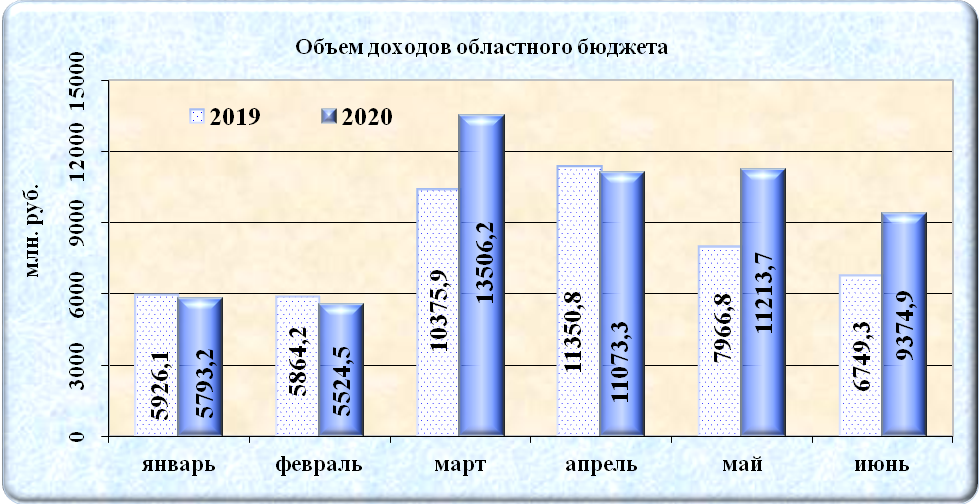 Объем доходов областного бюджета
млн. руб.
15000
12000
9000
6000
3000
0
2019
2020
5926,1
5793,2
5864,2
5524,5
10375,9
13506,2
11350,8
11073,3
7966,8
11213,7
6749,3
9374,9
январь
февраль
март
апрель
май
июнь